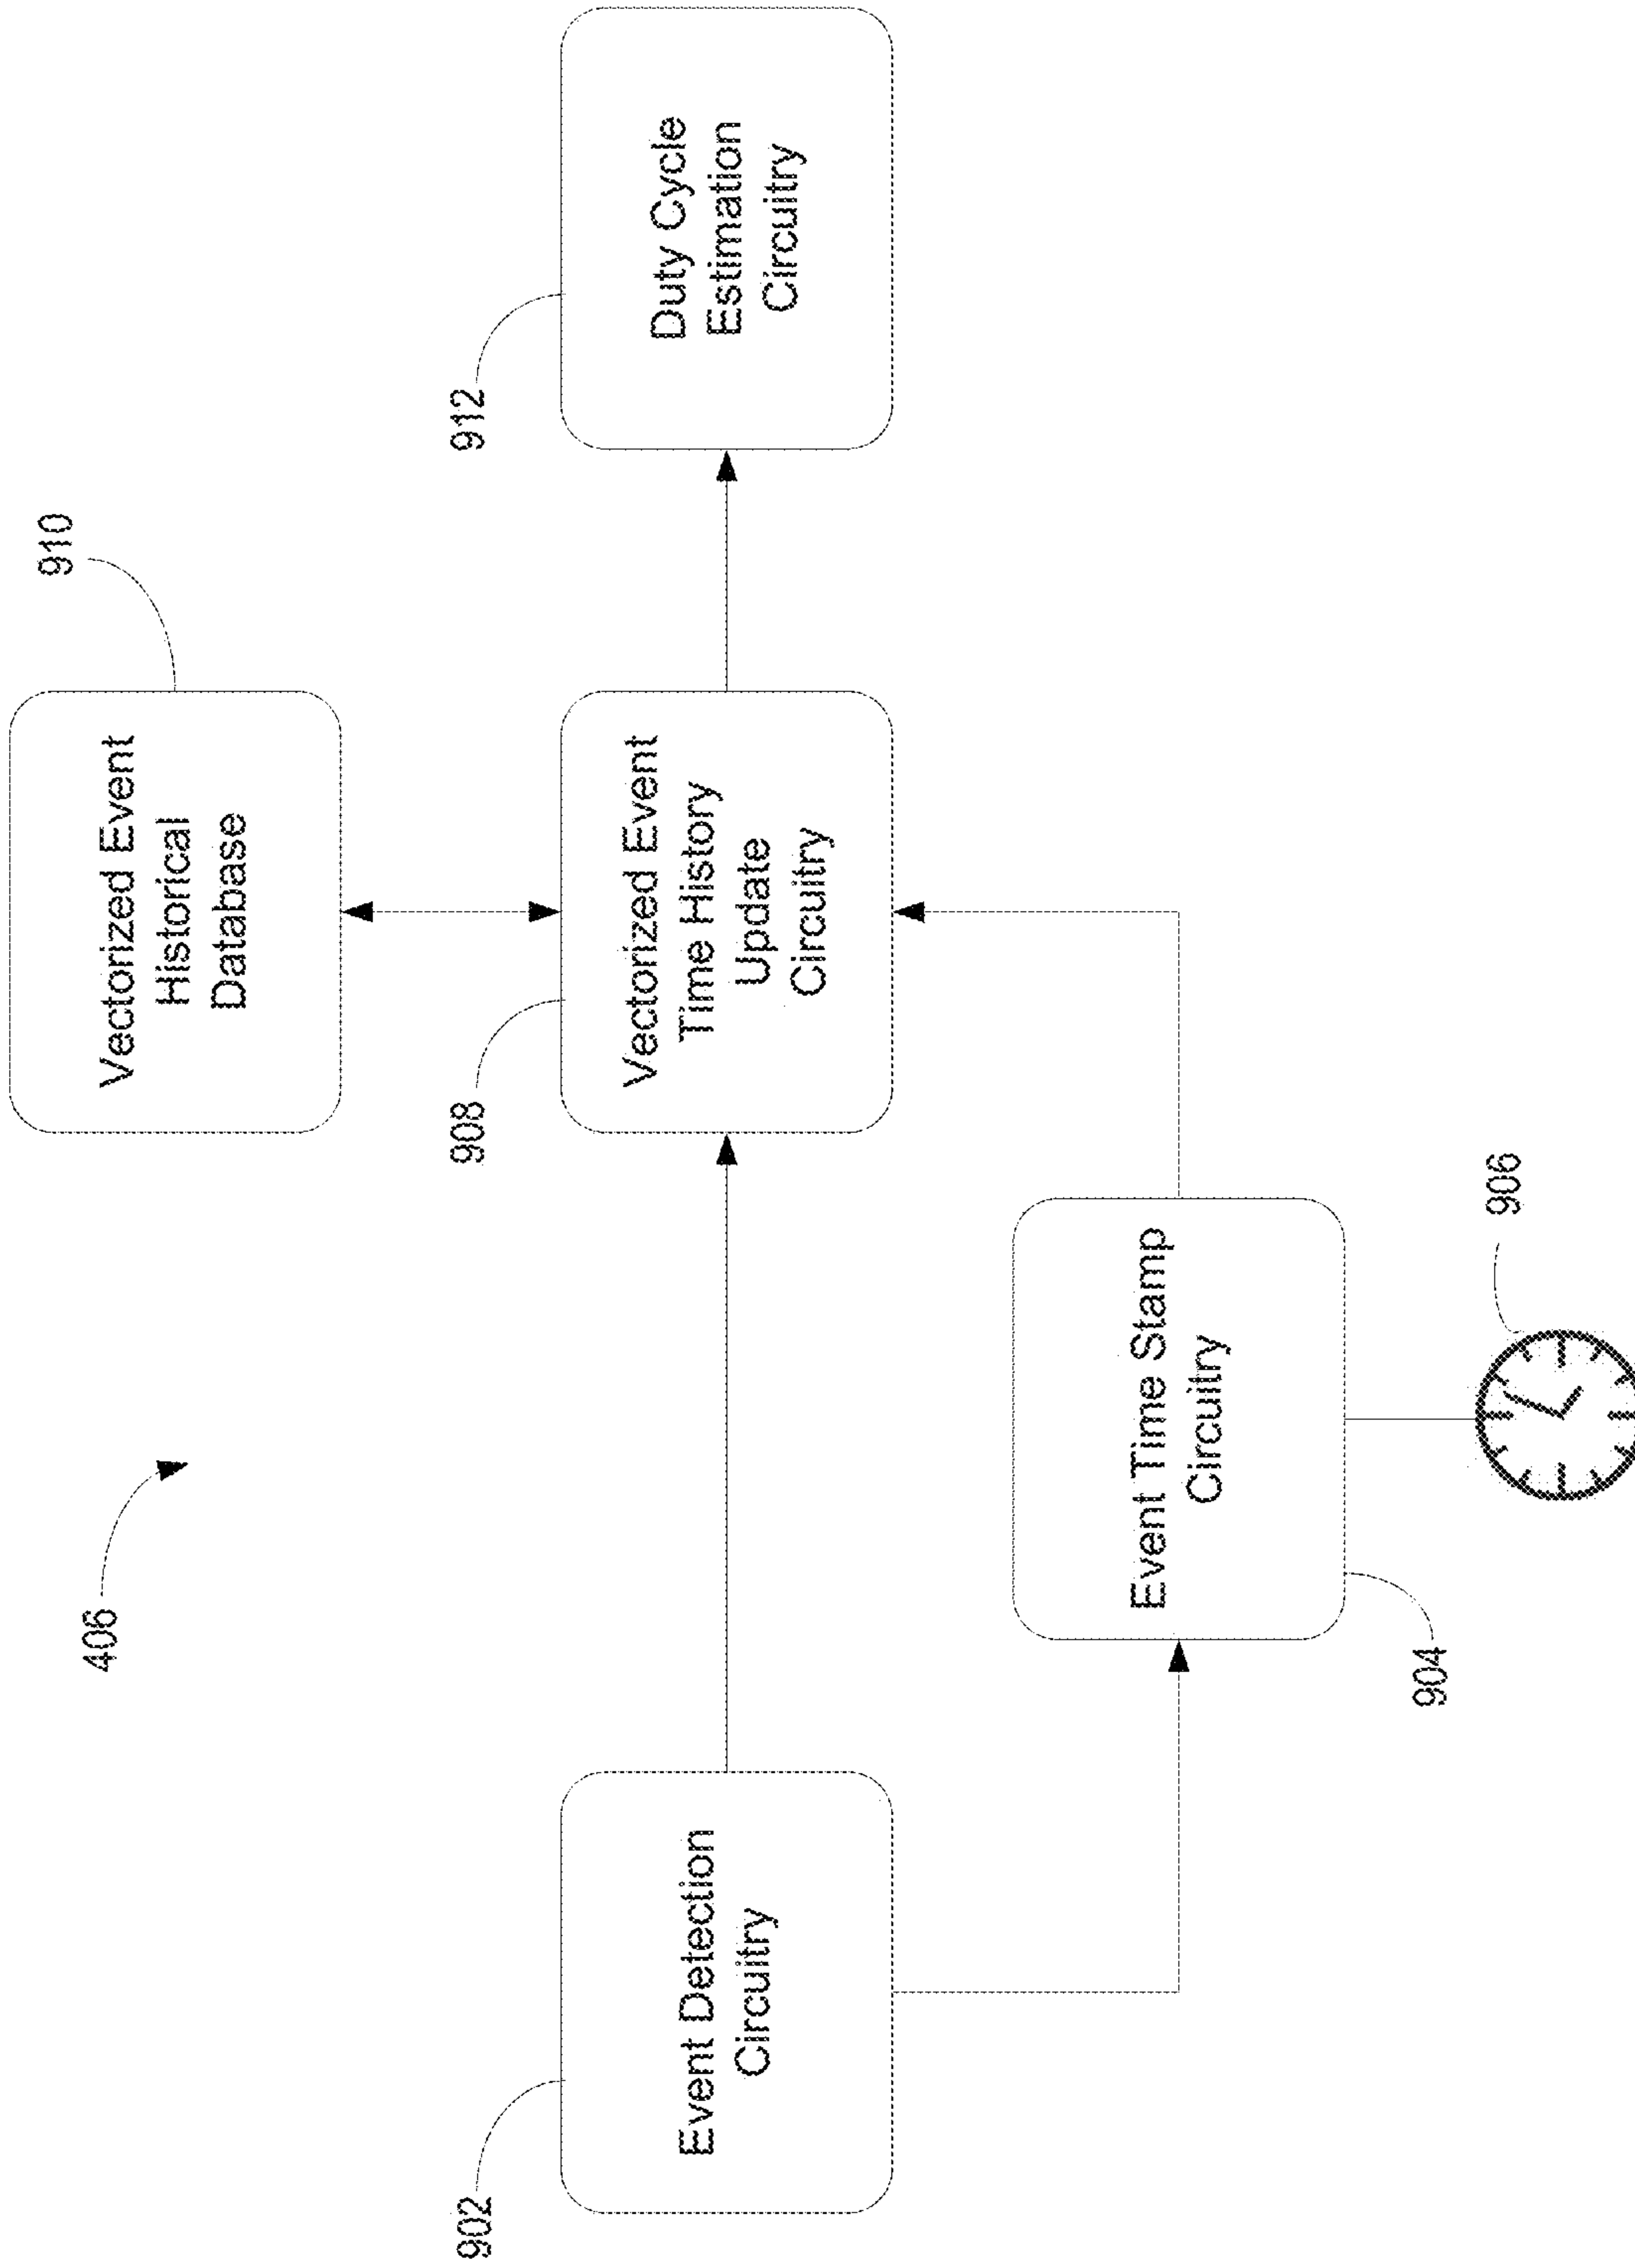 406
910
Vectorized Event
Historical
Database
902
Event Detection
Circuitry
908
Vectorized Event
Time History
Update
Circuitry
912
Duty Cycle
Estimation
Circuitry
904
Event Time Stamp
Circuitry
906